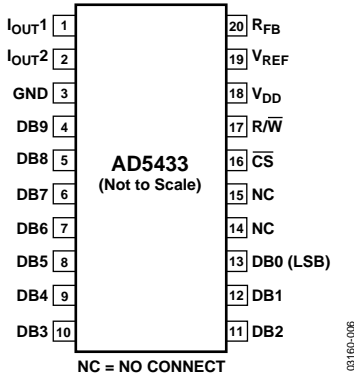 IOUT1 1
IOUT2 2
GND 3
DB9 4
DB8 5
DB7 6
DB6 7
DB5 8
DB4 9
DB3 10
AD5433
(Not to Scale)
20 RFB
19 VREF
18 VDD
17 R/W̅
16 C̅S̅
15 NC
14 NC
13 DB0 (LSB)
12 DB1
11 DB2
NC = NO CONNECT
03160-006